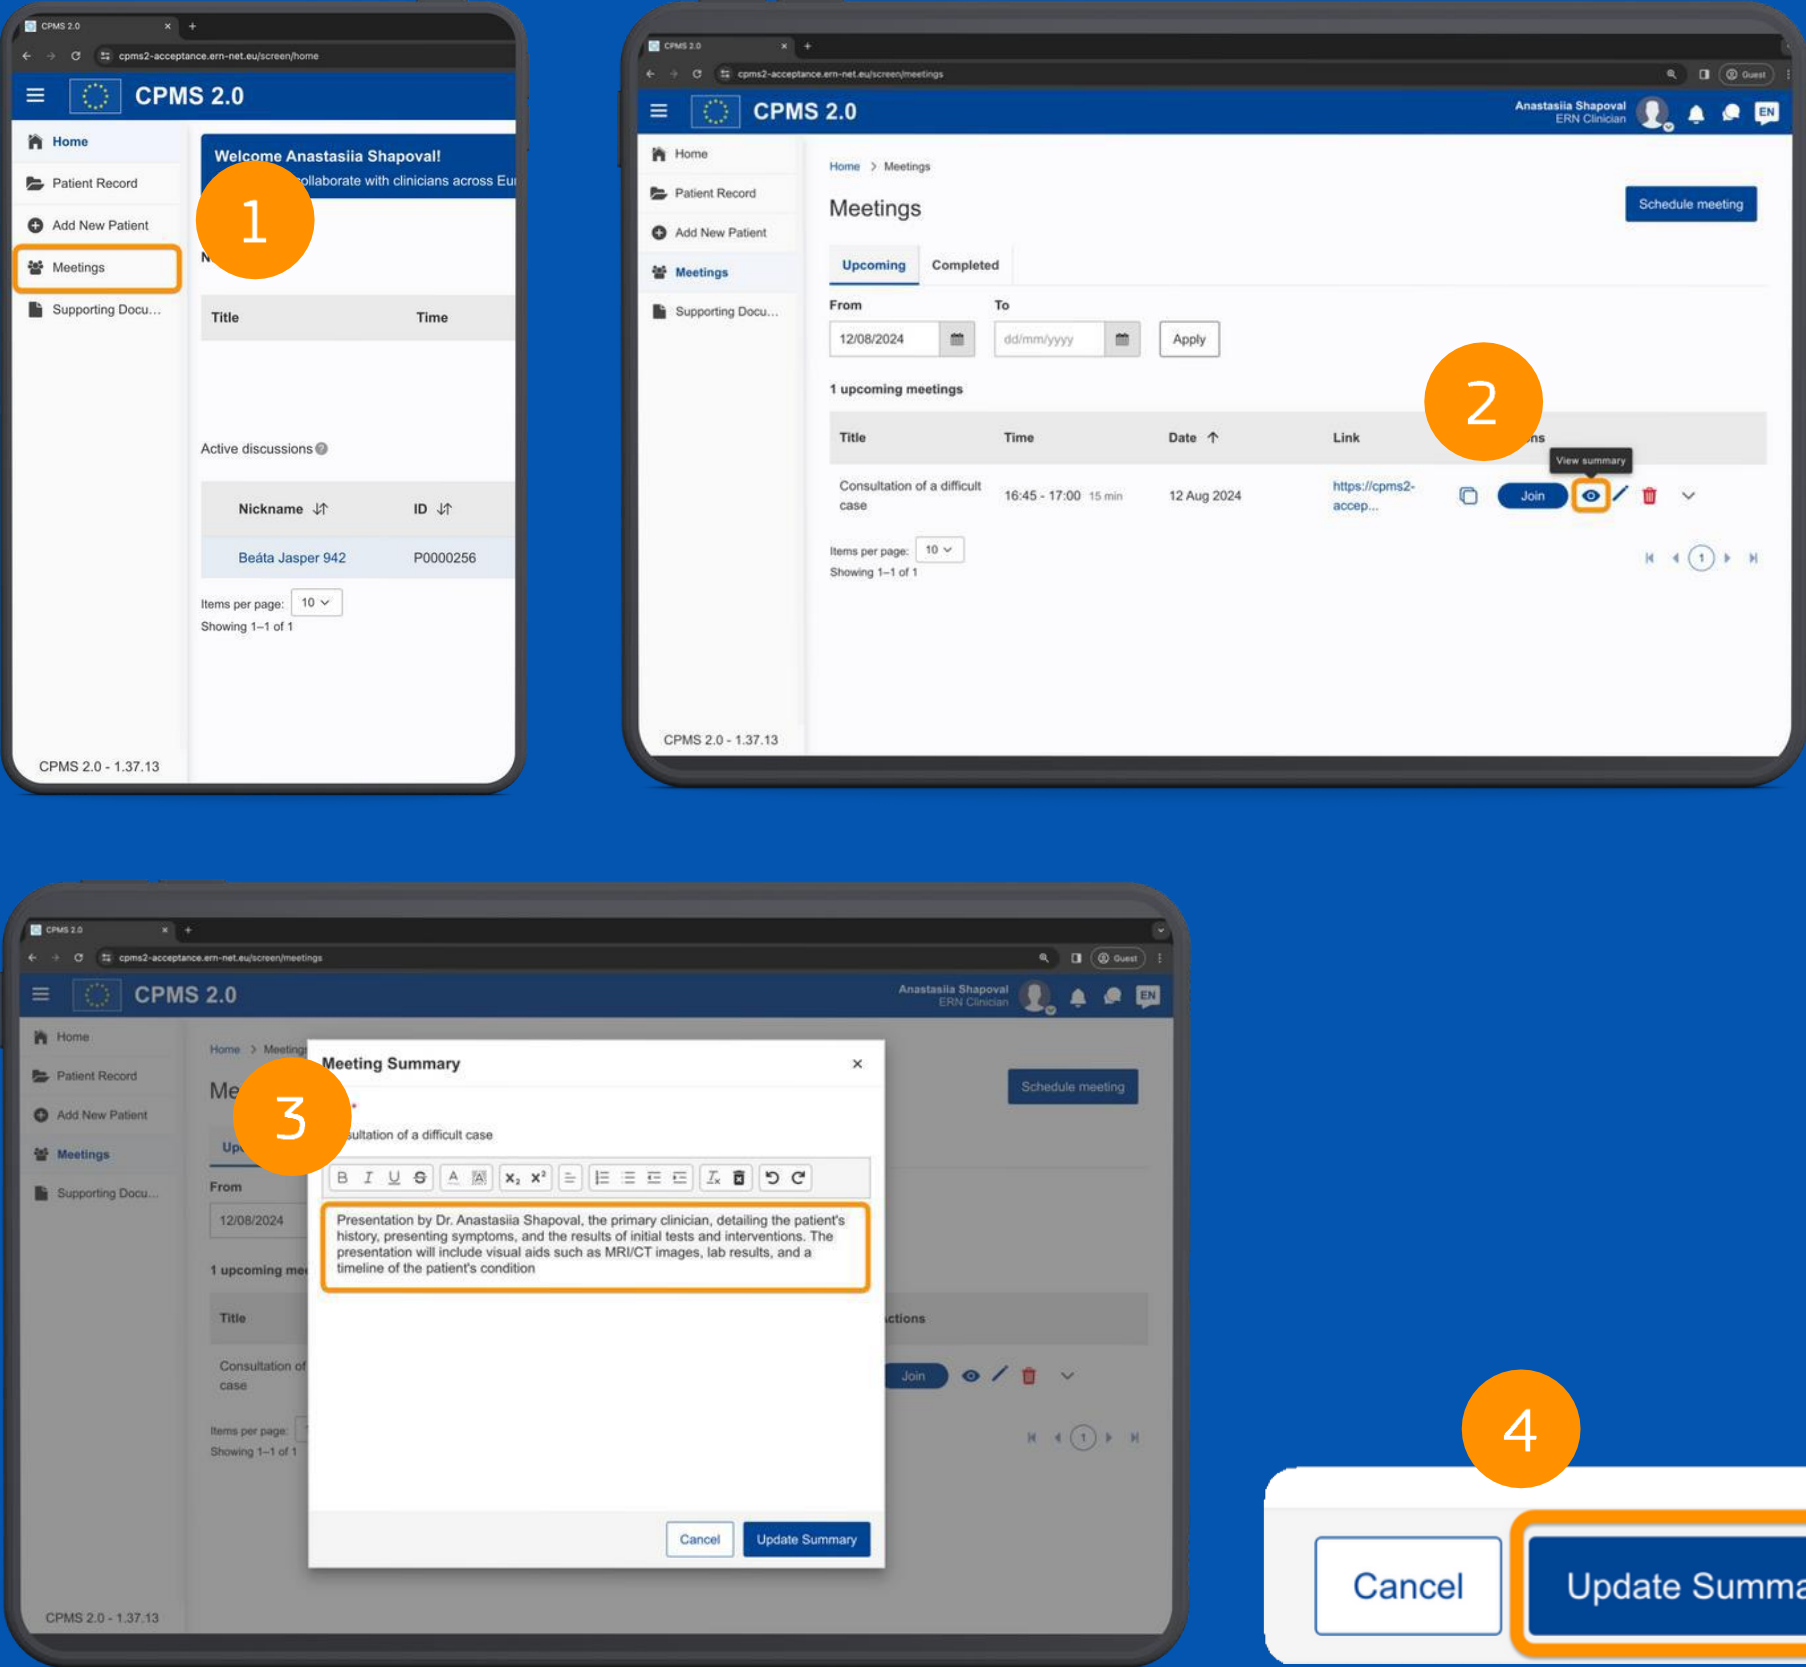 CPMS 2.0
cpms2-acceptance.ern-net.eu/screen/home
CPMS 2.0
Home
Patient Record
Add New Patient
Meetings
Supporting Docu...
CPMS 2.0 - 1.37.13
Welcome Anastasiia Shapoval!
collaborate with clinicians across Eu
1
N
Title Time
Active discussions
Nickname ID
Beáta Jasper 942 P0000256
Items per page: 10
Showing 1–1 of 1
CPMS 2.0
cpms2-acceptance.ern-net.eu/screen/meetings
Guest
CPMS 2.0
Anastasiia Shapoval
ERN Clinician
EN
Home
Patient Record
Add New Patient
Meetings
Supporting Docu...
CPMS 2.0 - 1.37.13
Home > Meetings
Meetings
Schedule meeting
Upcoming Completed
From To
12/08/2024 dd/mm/yyyy Apply
1 upcoming meetings
2
Title Time Date ↑ Link ns
View summary
Consultation of a difficult
case
16:45 - 17:00 15 min
12 Aug 2024
https://cpms2-
accep...
Join
Items per page: 10
Showing 1–1 of 1
1
CPMS 2.0
cpms2-acceptance.ern-net.eu/screen/meetings
Guest
CPMS 2.0
Anastasiia Shapoval
ERN Clinician
EN
Home
Patient Record
Add New Patient
Meetings
Supporting Docu...
CPMS 2.0 - 1.37.13
Home > Meetings
Me
Schedule meeting
Up
From
12/08/2024
1 upcoming mee
Title
ctions
Consultation of
case
Join
Items per page:
Showing 1–1 of 1
1
3
Meeting Summary
*
sultation of a difficult case
B I U S A A x₂ x² Ix
Presentation by Dr. Anastasiia Shapoval, the primary clinician, detailing the patient's
history, presenting symptoms, and the results of initial tests and interventions. The
presentation will include visual aids such as MRI/CT images, lab results, and a
timeline of the patient's condition
Cancel Update Summary
4
Cancel Update Summa